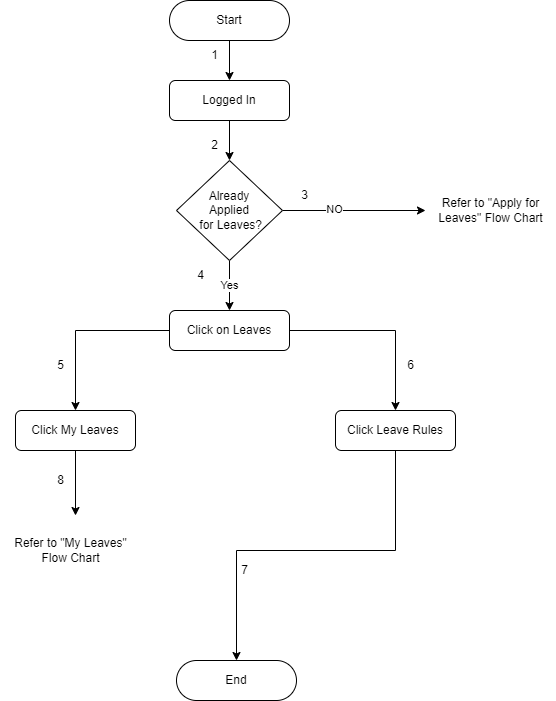 Start
1
Logged In
2
Already
Applied
for Leaves?
3
NO
Refer to "Apply for
Leaves" Flow Chart
4
Yes
Click on Leaves
5
6
Click My Leaves
Click Leave Rules
8
Refer to "My Leaves"
Flow Chart
7
End